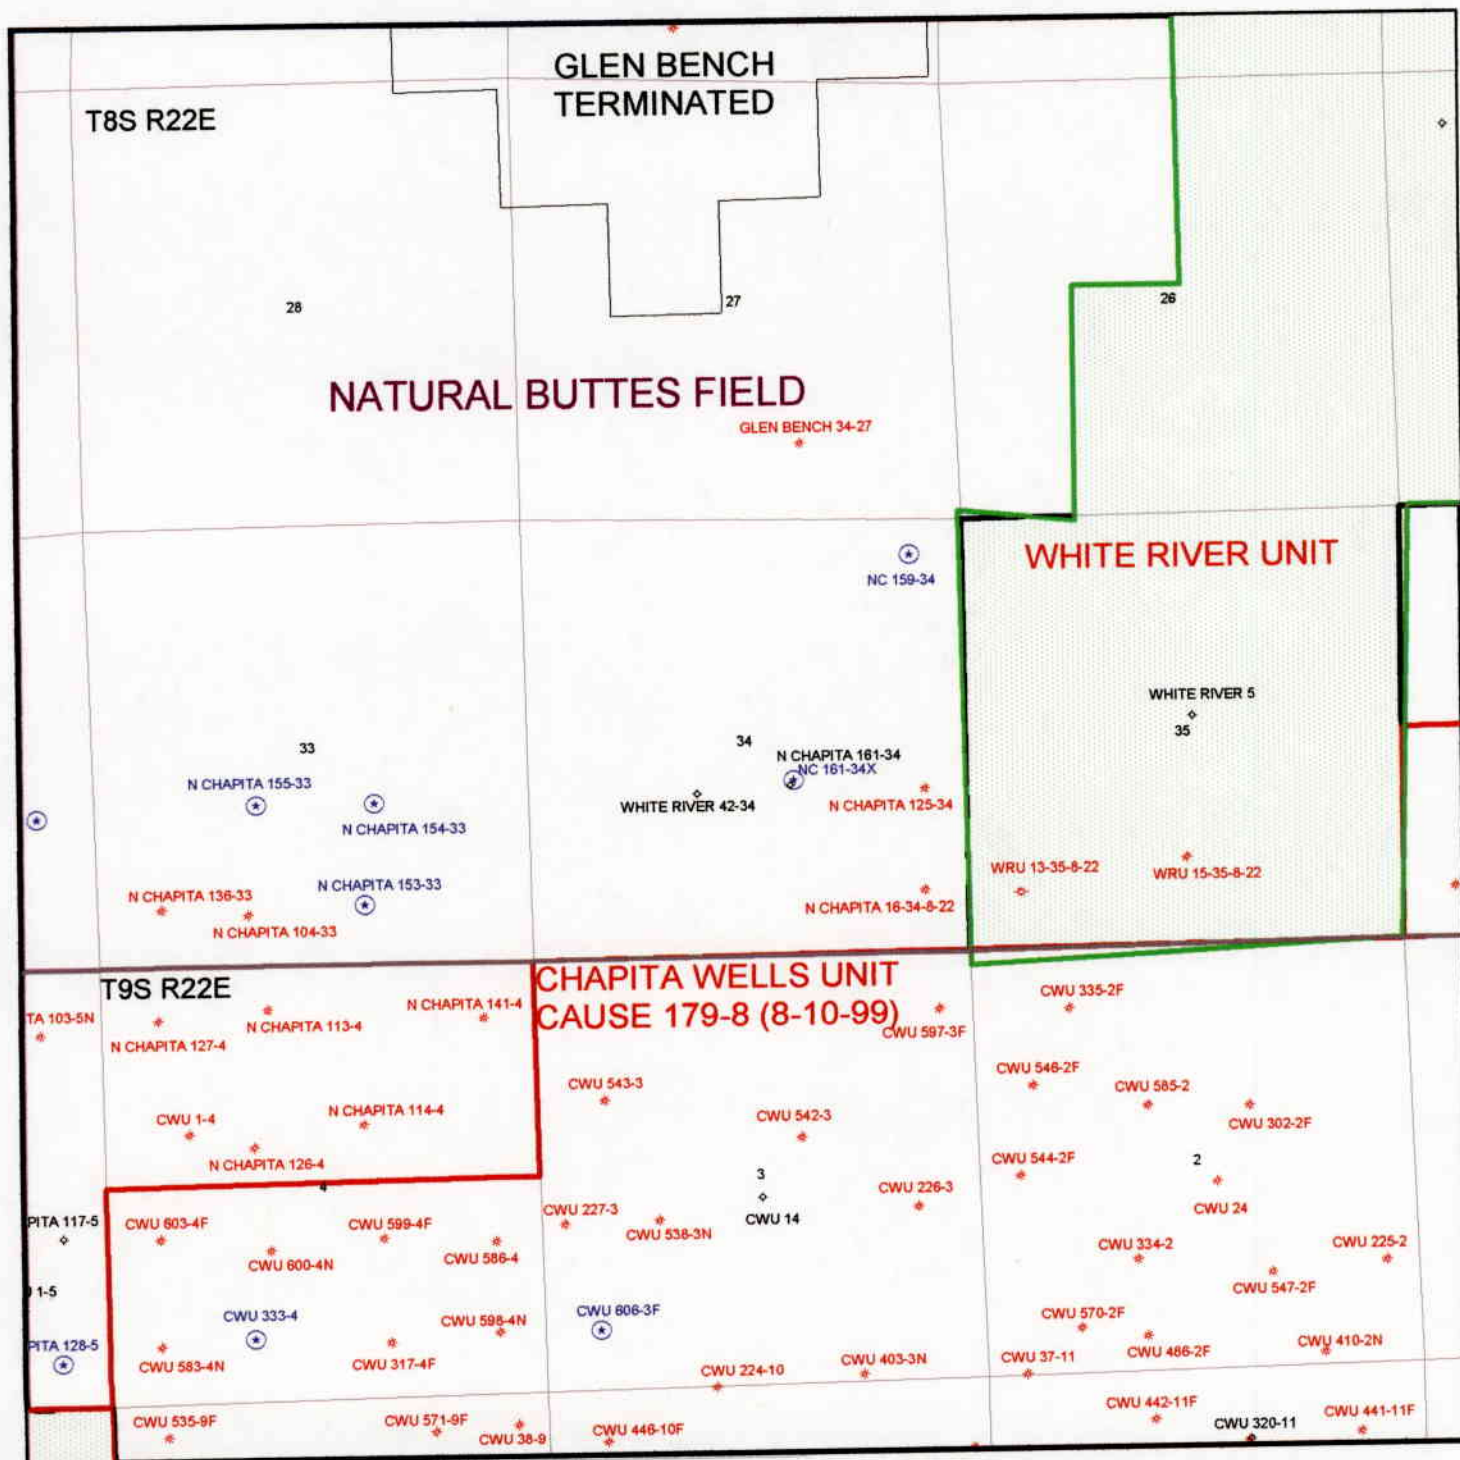 GLEN BENCH
TERMINATED
T8S R22E
28
27
26
NATURAL BUTTES FIELD
GLEN BENCH 34-27
WHITE RIVER UNIT
NC 159-34
WHITE RIVER 5
35
33
34
N CHAPITA 161-34
NC 161-34X
N CHAPITA 155-33
N CHAPITA 154-33
WHITE RIVER 42-34
N CHAPITA 125-34
WRU 13-35-8-22
WRU 15-35-8-22
N CHAPITA 136-33
N CHAPITA 153-33
N CHAPITA 104-33
N CHAPITA 16-34-8-22
T9S R22E
CHAPITA WELLS UNIT
CAUSE 179-8 (8-10-99)
TA 103-5N
N CHAPITA 127-4
N CHAPITA 113-4
N CHAPITA 141-4
CWU 597-3F
CWU 335-2F
CWU 546-2F
CWU 543-3
CWU 585-2
CWU 302-2F
CWU 1-4
N CHAPITA 114-4
CWU 542-3
N CHAPITA 126-4
CWU 544-2F
2
3
4
CWU 24
CWU 226-3
PITA 117-5
CWU 603-4F
CWU 599-4F
CWU 227-3
CWU 538-3N
CWU 14
CWU 600-4N
CWU 586-4
CWU 334-2
CWU 225-2
CWU 547-2F
1-5
CWU 333-4
CWU 598-4N
CWU 606-3F
CWU 570-2F
PITA 128-5
CWU 583-4N
CWU 317-4F
CWU 486-2F
CWU 410-2N
CWU 224-10
CWU 403-3N
CWU 37-11
CWU 535-9F
CWU 571-9F
CWU 38-9
CWU 446-10F
CWU 442-11F
CWU 320-11
CWU 441-11F